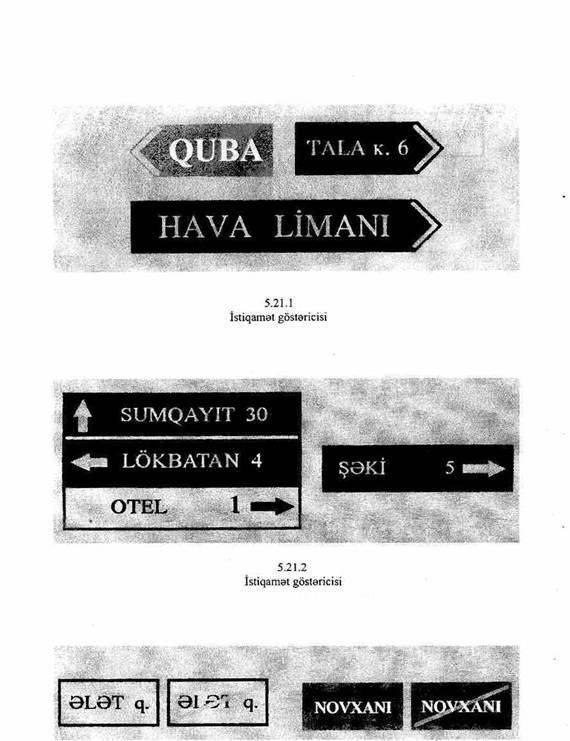 QUBA
TALA K. 6
HAVA LİMANI
5.21.1
İstiqamət göstəricisi
SUMQAYIT 30
LÖKBATAN 4
OTEL 1
ŞƏKİ 5
5.21.2
İstiqamət göstəricisi
ƏLƏT q.
ƏLƏT q.
NOVXANI
NOVXANI